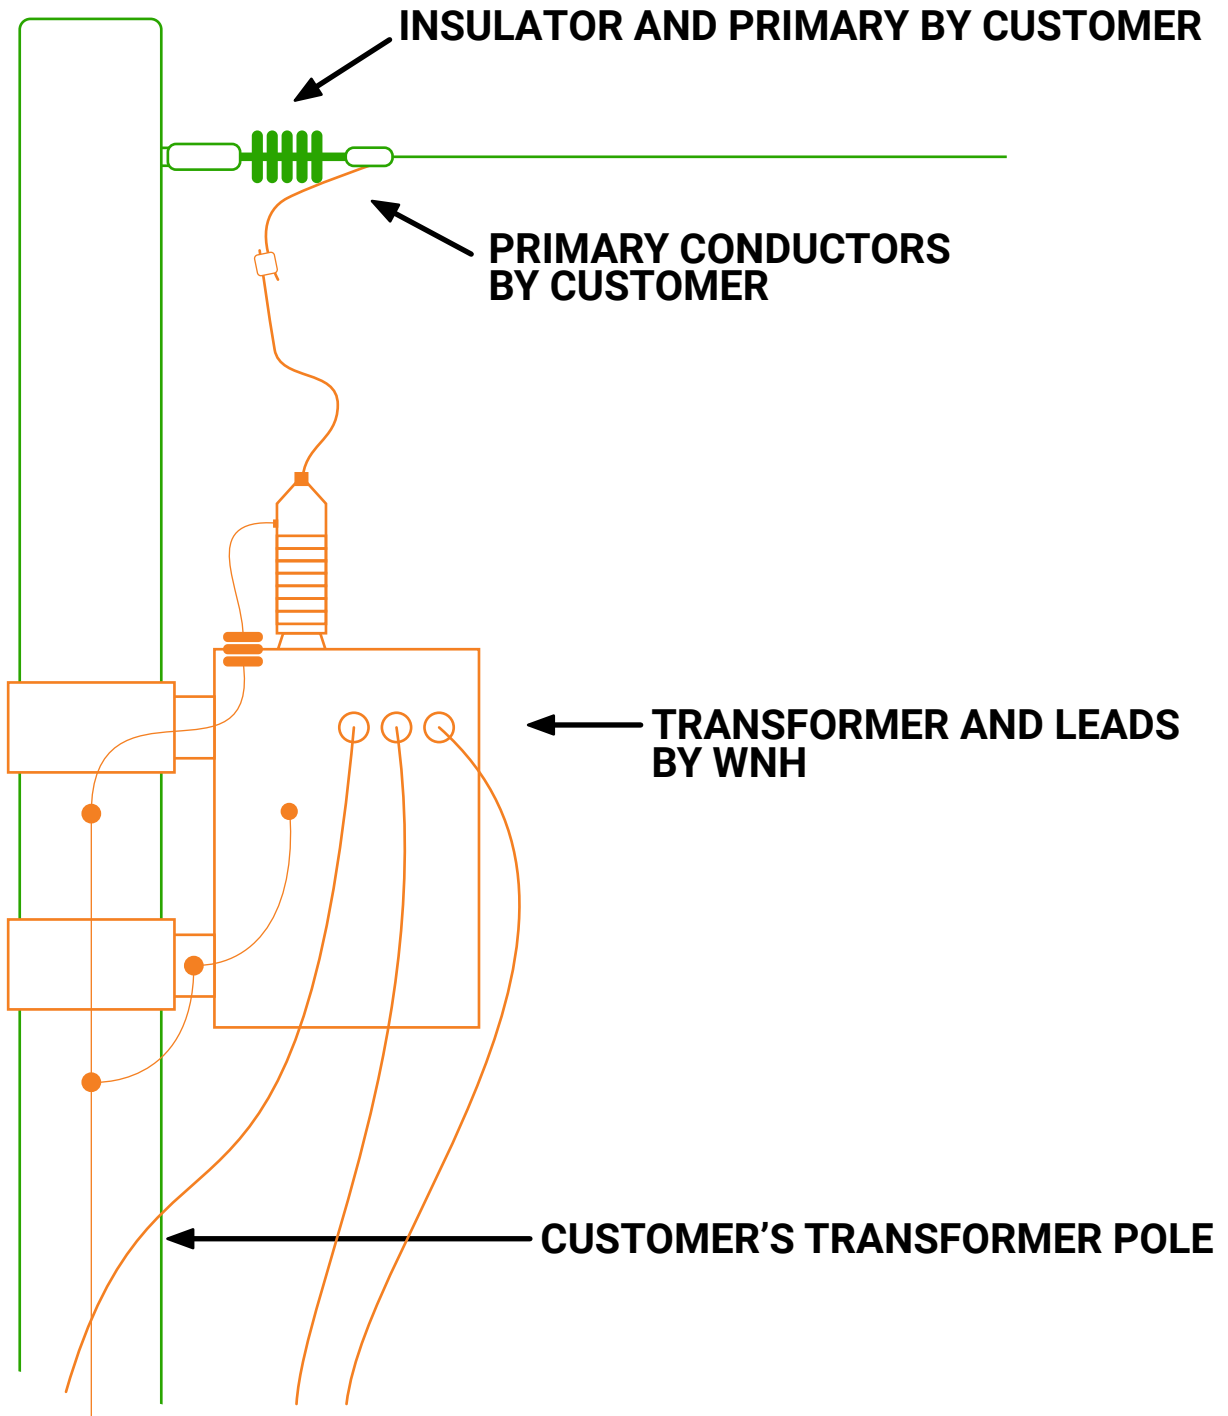 INSULATOR AND PRIMARY BY CUSTOMER
PRIMARY CONDUCTORS
BY CUSTOMER
TRANSFORMER AND LEADS
BY WNH
CUSTOMER’S TRANSFORMER POLE